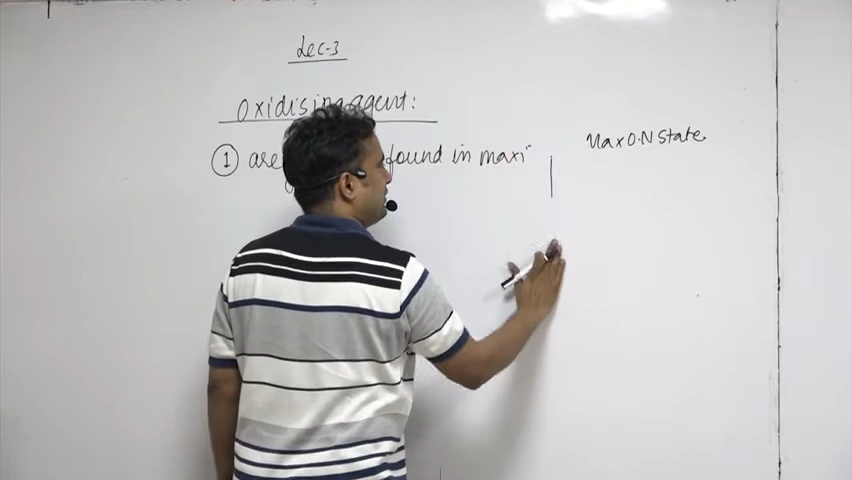 Lec-3
Oxidising agent:
1 are found in maxi^m
Max O.N State